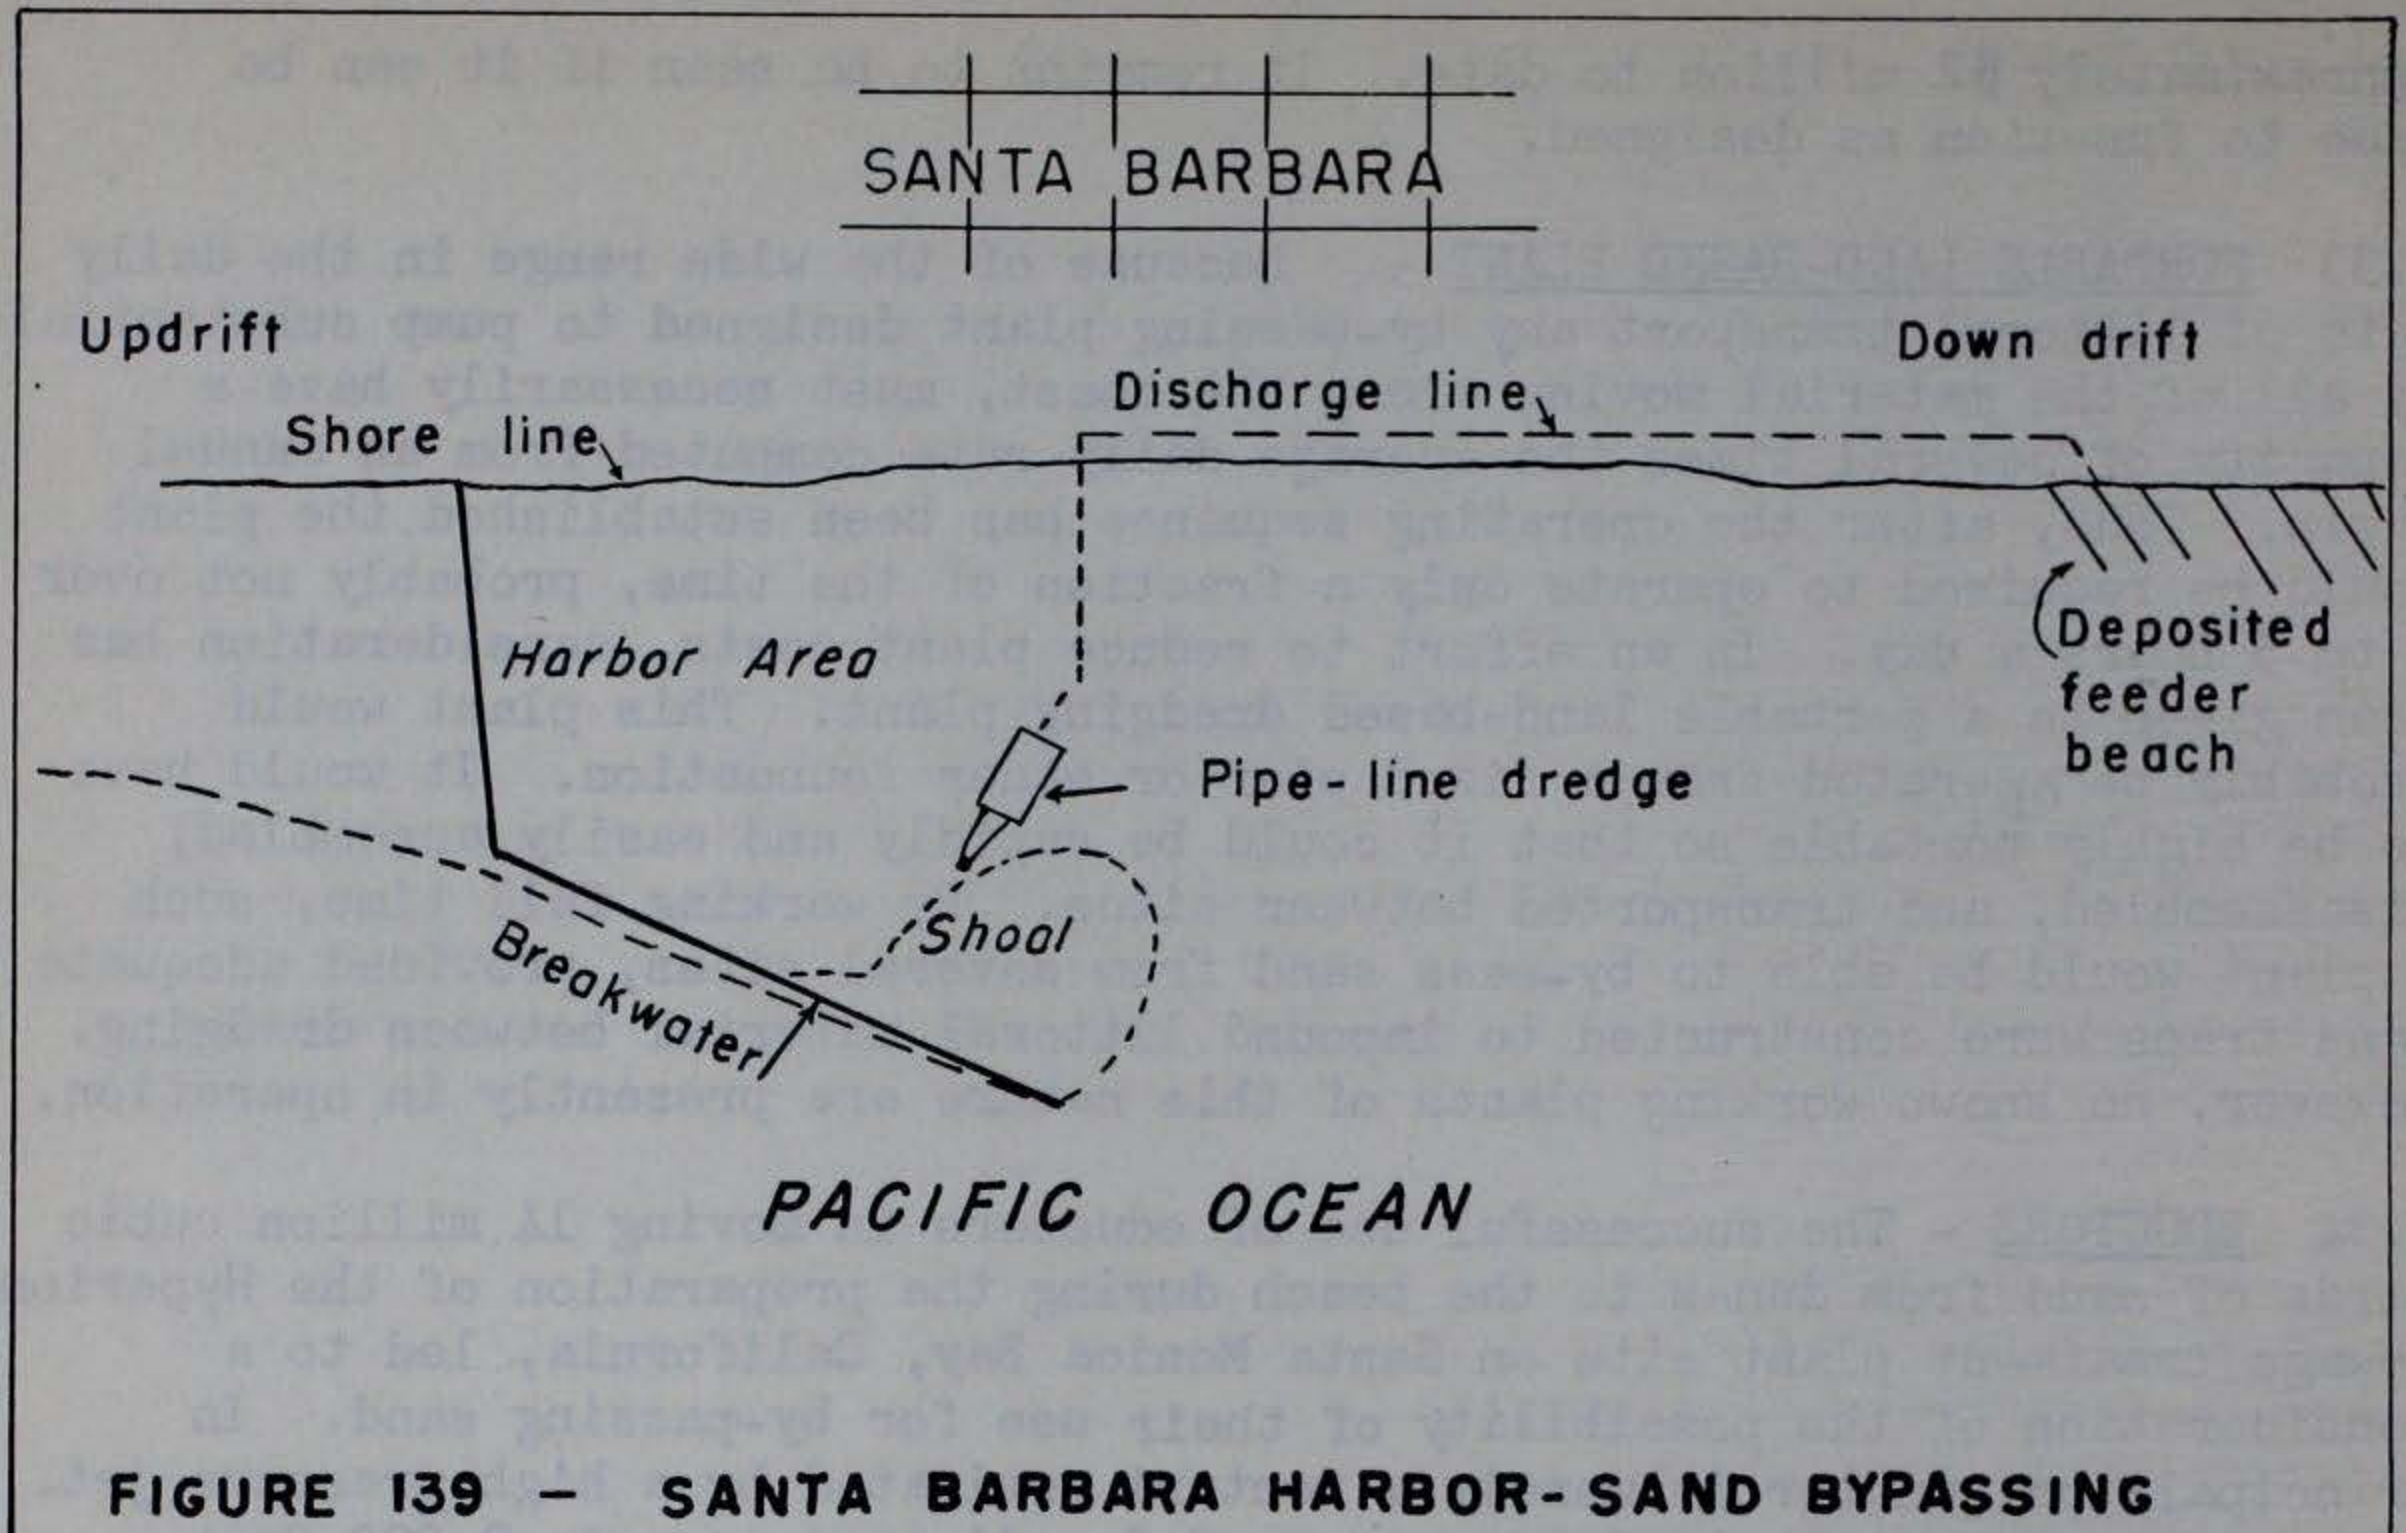 SANTA BARBARA
Updrift
Down drift
Discharge line
Shore line
Harbor Area
Deposited
feeder
beach
Pipe-line dredge
Shoal
Breakwater
PACIFIC OCEAN
FIGURE 139 — SANTA BARBARA HARBOR-SAND BYPASSING